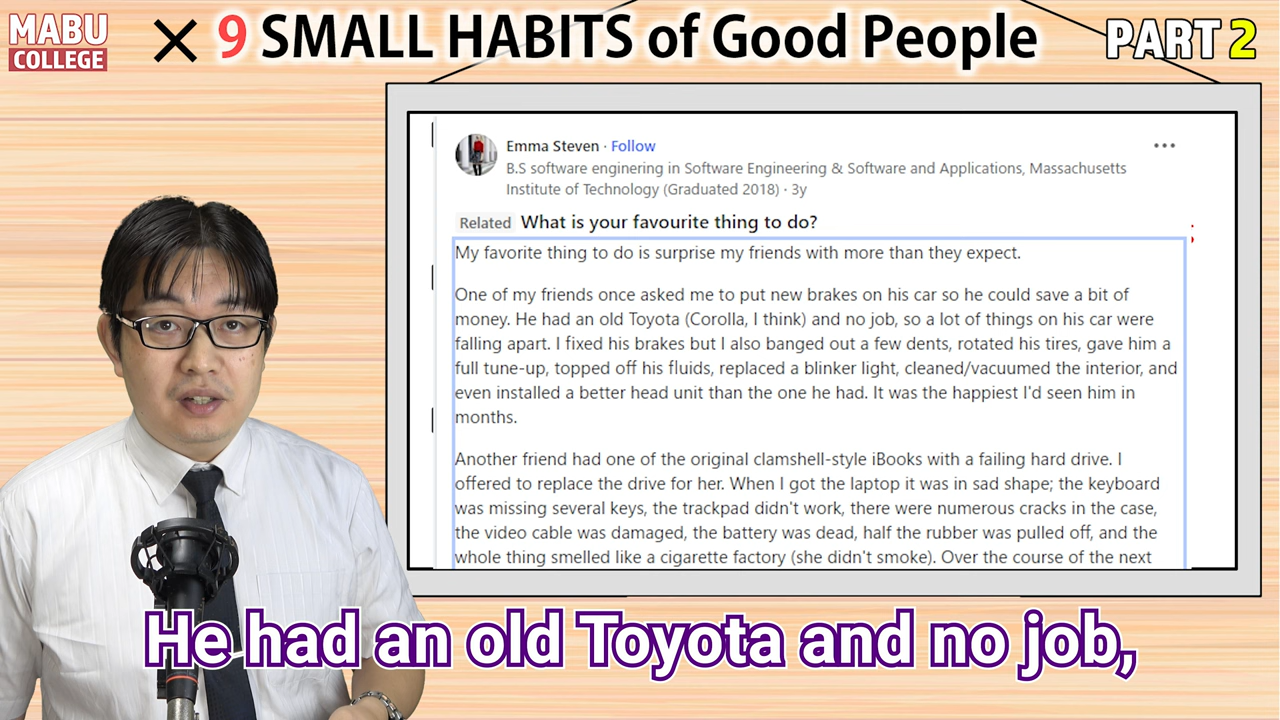 MABU
COLLEGE
× 9 SMALL HABITS of Good People
PART 2
Emma Steven · Follow
B.S software enginering in Software Engineering & Software and Applications, Massachusetts
Institute of Technology (Graduated 2018) · 3y
Related What is your favourite thing to do?
My favorite thing to do is surprise my friends with more than they expect.
One of my friends once asked me to put new brakes on his car so he could save a bit of
money. He had an old Toyota (Corolla, I think) and no job, so a lot of things on his car were
falling apart. I fixed his brakes but I also banged out a few dents, rotated his tires, gave him a
full tune-up, topped off his fluids, replaced a blinker light, cleaned/vacuumed the interior, and
even installed a better head unit than the one he had. It was the happiest I'd seen him in
months.
Another friend had one of the original clamshell-style iBooks with a failing hard drive. I
offered to replace the drive for her. When I got the laptop it was in sad shape; the keyboard
was missing several keys, the trackpad didn't work, there were numerous cracks in the case,
the video cable was damaged, the battery was dead, half the rubber was pulled off, and the
whole thing smelled like a cigarette factory (she didn't smoke). Over the course of the next
He had an old Toyota and no job,